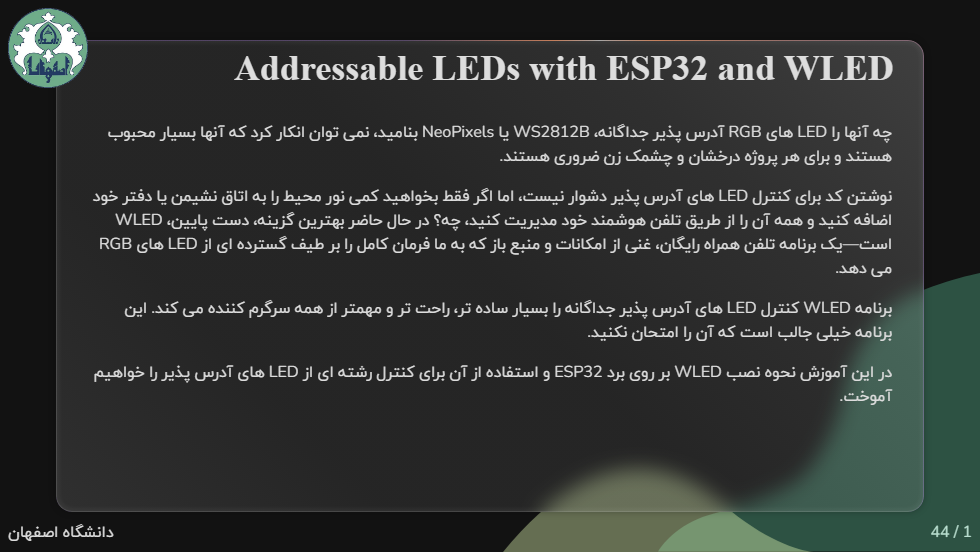 Addressable LEDs with ESP32 and WLED
چه آنها را LED های RGB آدرس پذیر جداگانه، WS2812B یا NeoPixels بنامید، نمی توان انکار کرد که آنها بسیار محبوب
هستند و برای هر پروژه درخشان و چشمک زن ضروری هستند.
نوشتن کد برای کنترل LED های آدرس پذیر دشوار نیست، اما اگر فقط بخواهید کمی نور محیط را به اتاق نشیمن یا دفتر خود
اضافه کنید و همه آن را از طریق تلفن هوشمند خود مدیریت کنید، چه؟ در حال حاضر بهترین گزینه، دست پایین، WLED
است—یک برنامه تلفن همراه رایگان، غنی از امکانات و منبع باز که به ما فرمان کامل را بر طیف گسترده ای از LED های RGB
می دهد.
برنامه WLED کنترل LED های آدرس پذیر جداگانه را بسیار ساده تر، راحت تر و مهمتر از همه سرگرم کننده می کند. این
برنامه خیلی جالب است که آن را امتحان نکنید.
در این آموزش نحوه نصب WLED بر روی برد ESP32 و استفاده از آن برای کنترل رشته ای از LED های آدرس پذیر را خواهیم
آموخت.
دانشگاه اصفهان
44 / 1